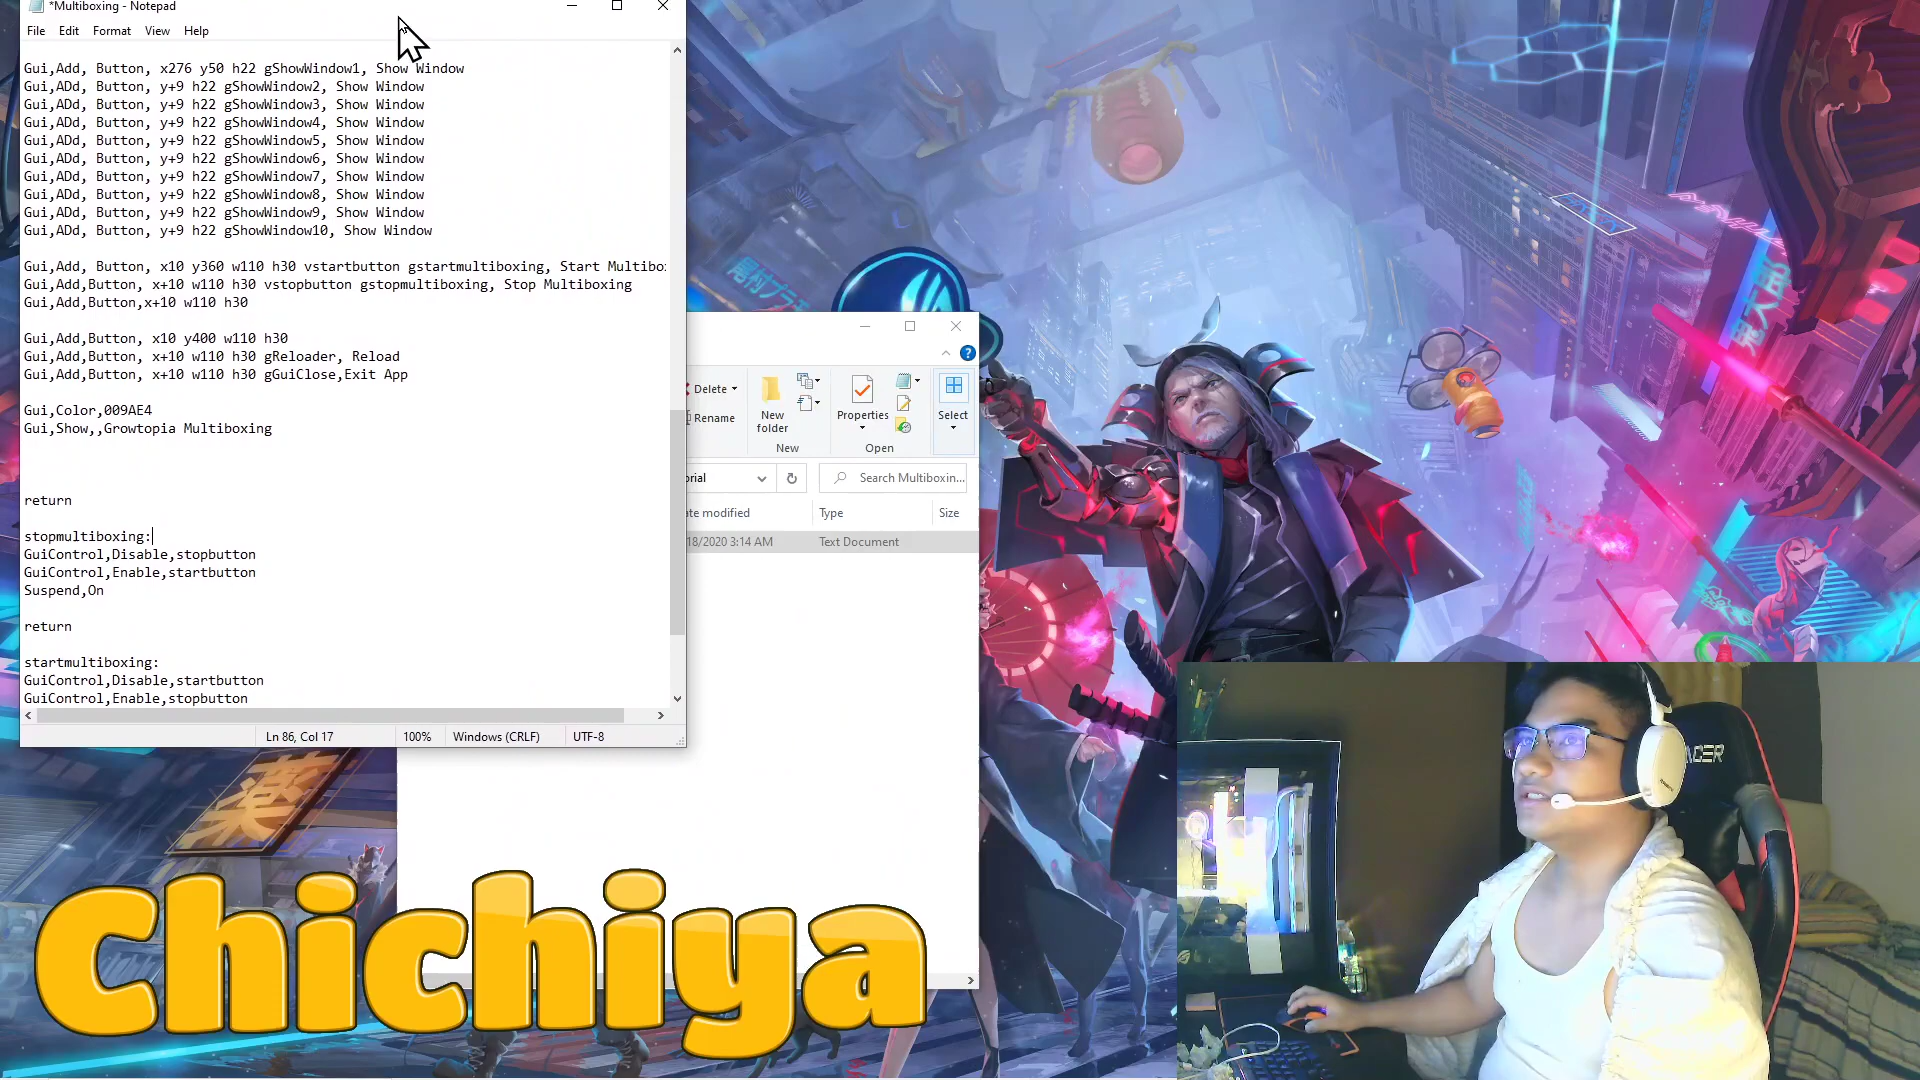 *Multiboxing - Notepad
File Edit Format View Help
Gui,Add, Button, x276 y50 h22 gShowWindow1, Show Window
Gui,ADd, Button, y+9 h22 gShowWindow2, Show Window
Gui,ADd, Button, y+9 h22 gShowWindow3, Show Window
Gui,ADd, Button, y+9 h22 gShowWindow4, Show Window
Gui,ADd, Button, y+9 h22 gShowWindow5, Show Window
Gui,ADd, Button, y+9 h22 gShowWindow6, Show Window
Gui,ADd, Button, y+9 h22 gShowWindow7, Show Window
Gui,ADd, Button, y+9 h22 gShowWindow8, Show Window
Gui,ADd, Button, y+9 h22 gShowWindow9, Show Window
Gui,ADd, Button, y+9 h22 gShowWindow10, Show Window
Gui,Add, Button, x10 y360 w110 h30 vstartbutton gstartmultiboxing, Start Multibo
Gui,Add,Button, x+10 w110 h30 vstopbutton gstopmultiboxing, Stop Multiboxing
Gui,Add,Button,x+10 w110 h30
Gui,Add,Button, x10 y400 w110 h30
Gui,Add,Button, x+10 w110 h30 gReloader, Reload
Gui,Add,Button, x+10 w110 h30 gGuiClose,Exit App
Gui,Color,009AE4
Gui,Show,,Growtopia Multiboxing
return
stopmultiboxing:
GuiControl,Disable,stopbutton
GuiControl,Enable,startbutton
Suspend,On
return
startmultiboxing:
GuiControl,Disable,startbutton
GuiControl,Enable,stopbutton
Ln 86, Col 17 100% Windows (CRLF) UTF-8
Delete
Rename
New folder
Properties
Select
New
Open
orial
Search Multiboxin...
ate modified Type Size
18/2020 3:14 AM Text Document
Chichiya